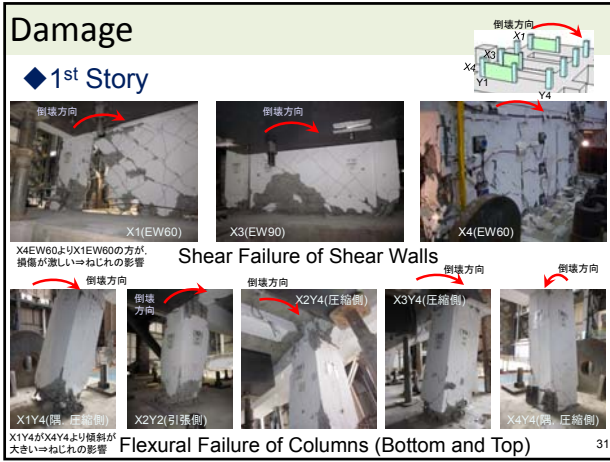 Damage
倒壊方向
X1
X3
X4
Y1
Y4
◆1st Story
倒壊方向
倒壊方向
X1(EW60)
X3(EW90)
X4(EW60)
X4EW60よりX1EW60の方が,
損傷が激しい⇒ねじれの影響
Shear Failure of Shear Walls
倒壊方向
倒壊
方向
倒壊方向
X2Y4(圧縮側)
倒壊方向
X3Y4(圧縮側)
倒壊方向
X1Y4(隅, 圧縮側)
X2Y2(引張側)
X4Y4(隅, 圧縮側)
X1Y4がX4Y4より傾斜が
大きい⇒ねじれの影響
Flexural Failure of Columns (Bottom and Top)
31